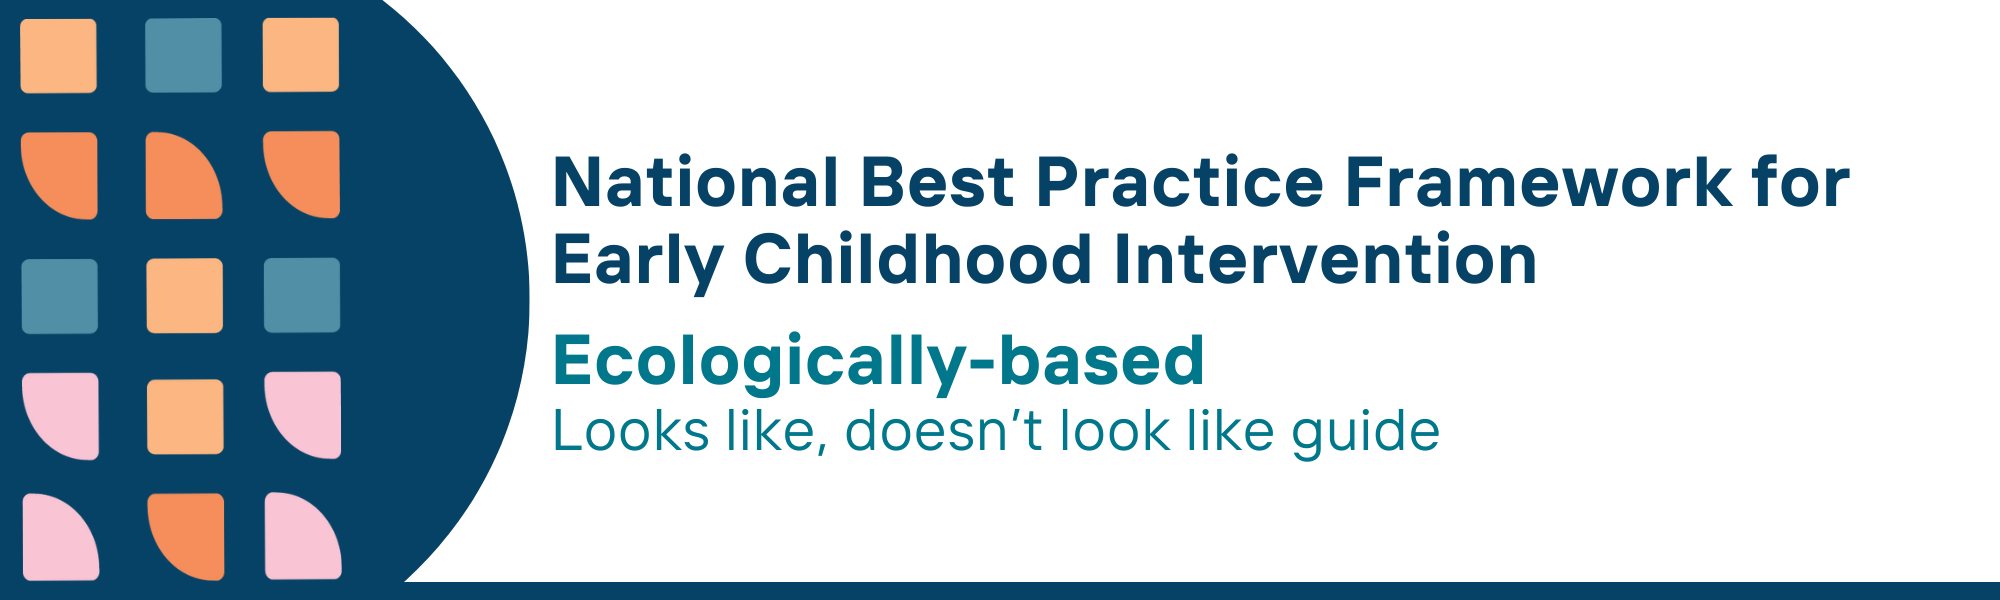 National Best Practice Framework for
Early Childhood Intervention
Ecologically-based
Looks like, doesn’t look like guide